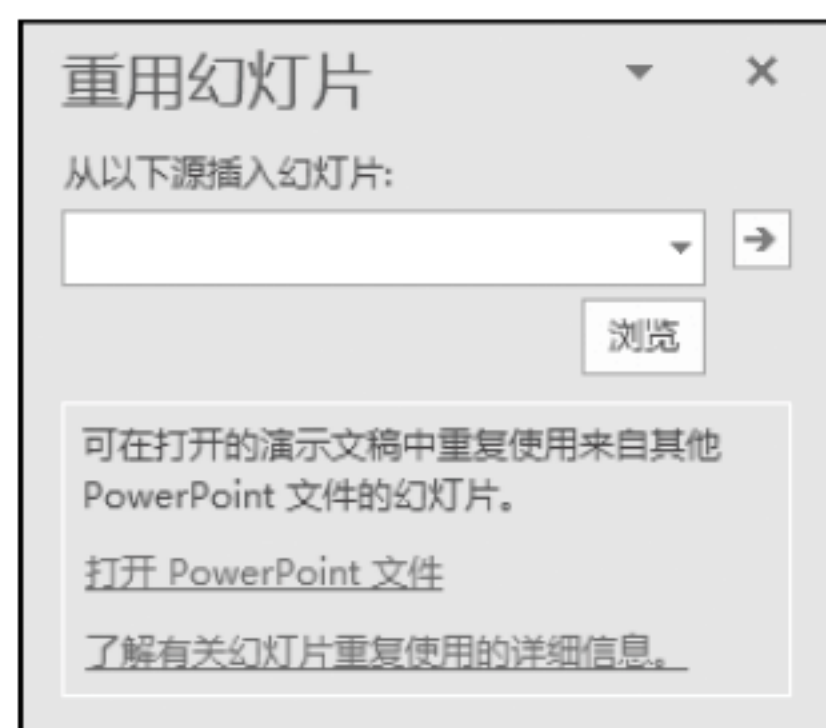 重用幻灯片
从以下源插入幻灯片:
浏览
可在打开的演示文稿中重复使用来自其他
PowerPoint 文件的幻灯片。
打开 PowerPoint 文件
了解有关幻灯片重复使用的详细信息。